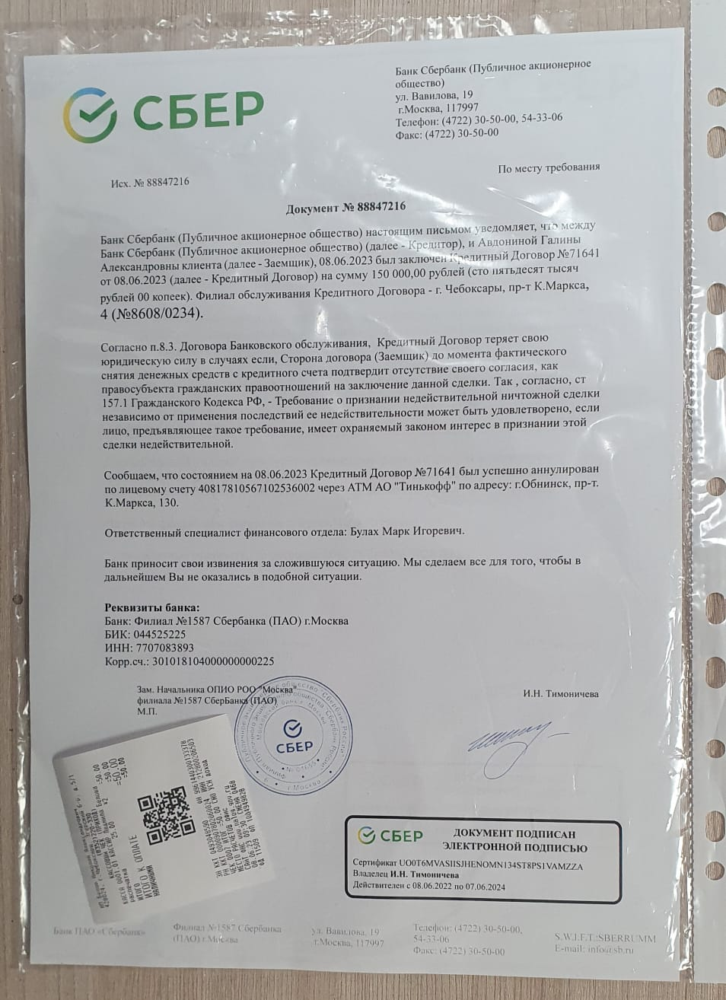 СБЕР
Банк Сбербанк (Публичное акционерное
общество)
ул. Вавилова, 19
г.Москва, 117997
Телефон: (4722) 30-50-00, 54-33-06
Факс: (4722) 30-50-00
По месту требования
Исх. № 88847216
Документ № 88847216
Банк Сбербанк (Публичное акционерное общество) настоящим письмом уведомляет, что между
Банк Сбербанк (Публичное акционерное общество) (далее - Кредитор), и Авдониной Галины
Александровны клиента (далее - Заемщик), 08.06.2023 был заключен Кредитный Договор №71641
от 08.06.2023 (далее - Кредитный Договор) на сумму 150 000,00 рублей (сто пятьдесят тысяч
рублей 00 копеек). Филиал обслуживания Кредитного Договора - г. Чебоксары, пр-т К.Маркса,
4 (№8608/0234).
Согласно п.8.3. Договора Банковского обслуживания, Кредитный Договор теряет свою
юридическую силу в случаях если, Сторона договора (Заемщик) до момента фактического
снятия денежных средств с кредитного счета подтвердит отсутствие своего согласия, как
правосубъекта гражданских правоотношений на заключение данной сделки. Так , согласно, ст
157.1 Гражданского Кодекса РФ, - Требование о признании недействительной ничтожной сделки
независимо от применения последствий ее недействительности может быть удовлетворено, если
лицо, предъявляющее такое требование, имеет охраняемый законом интерес в признании этой
сделки недействительной.
Сообщаем, что состоянием на 08.06.2023 Кредитный Договор №71641 был успешно аннулирован
по лицевому счету 40817810567102536002 через АТМ АО "Тинькофф" по адресу: г.Обнинск, пр-т.
К.Маркса, 130.
Ответственный специалист финансового отдела: Булах Марк Игоревич.
Банк приносит свои извинения за сложившуюся ситуацию. Мы сделаем все для того, чтобы в
дальнейшем Вы не оказались в подобной ситуации.
Реквизиты банка:
Банк: Филиал №1587 Сбербанка (ПАО) г.Москва
БИК: 044525225
ИНН: 7707083893
Корр.сч.: 301018104000000000225
Зам. Начальника ОПИО РОО "Москва"
филиала №1587 СберБанка (ПАО)
М.П.
И.Н. Тимоничева
СБЕР
г.Москва
КАССОВЫЙ ЧЕК
распечатка
ИТОГО К ОПЛАТЕ
НАЛИЧНЫМИ
=50.00
СБЕР
ДОКУМЕНТ ПОДПИСАН
ЭЛЕКТРОННОЙ ПОДПИСЬЮ
Сертификат UO0T6MVASIISJHENOMN134ST8PS1VAMZZA
Владелец И.Н. Тимоничева
Действителен с 08.06.2022 по 07.06.2024
Банк ПАО «Сбербанк»
Филиал №1587 Сбербанка
(ПАО) г.Москва
ул. Вавилова, 19
г.Москва, 117997
Телефон: (4722) 30-50-00,
54-33-06
Факс: (4722) 30-50-00
S.W.I.F.T.:SBERRUMM
E-mail: info@sb.ru